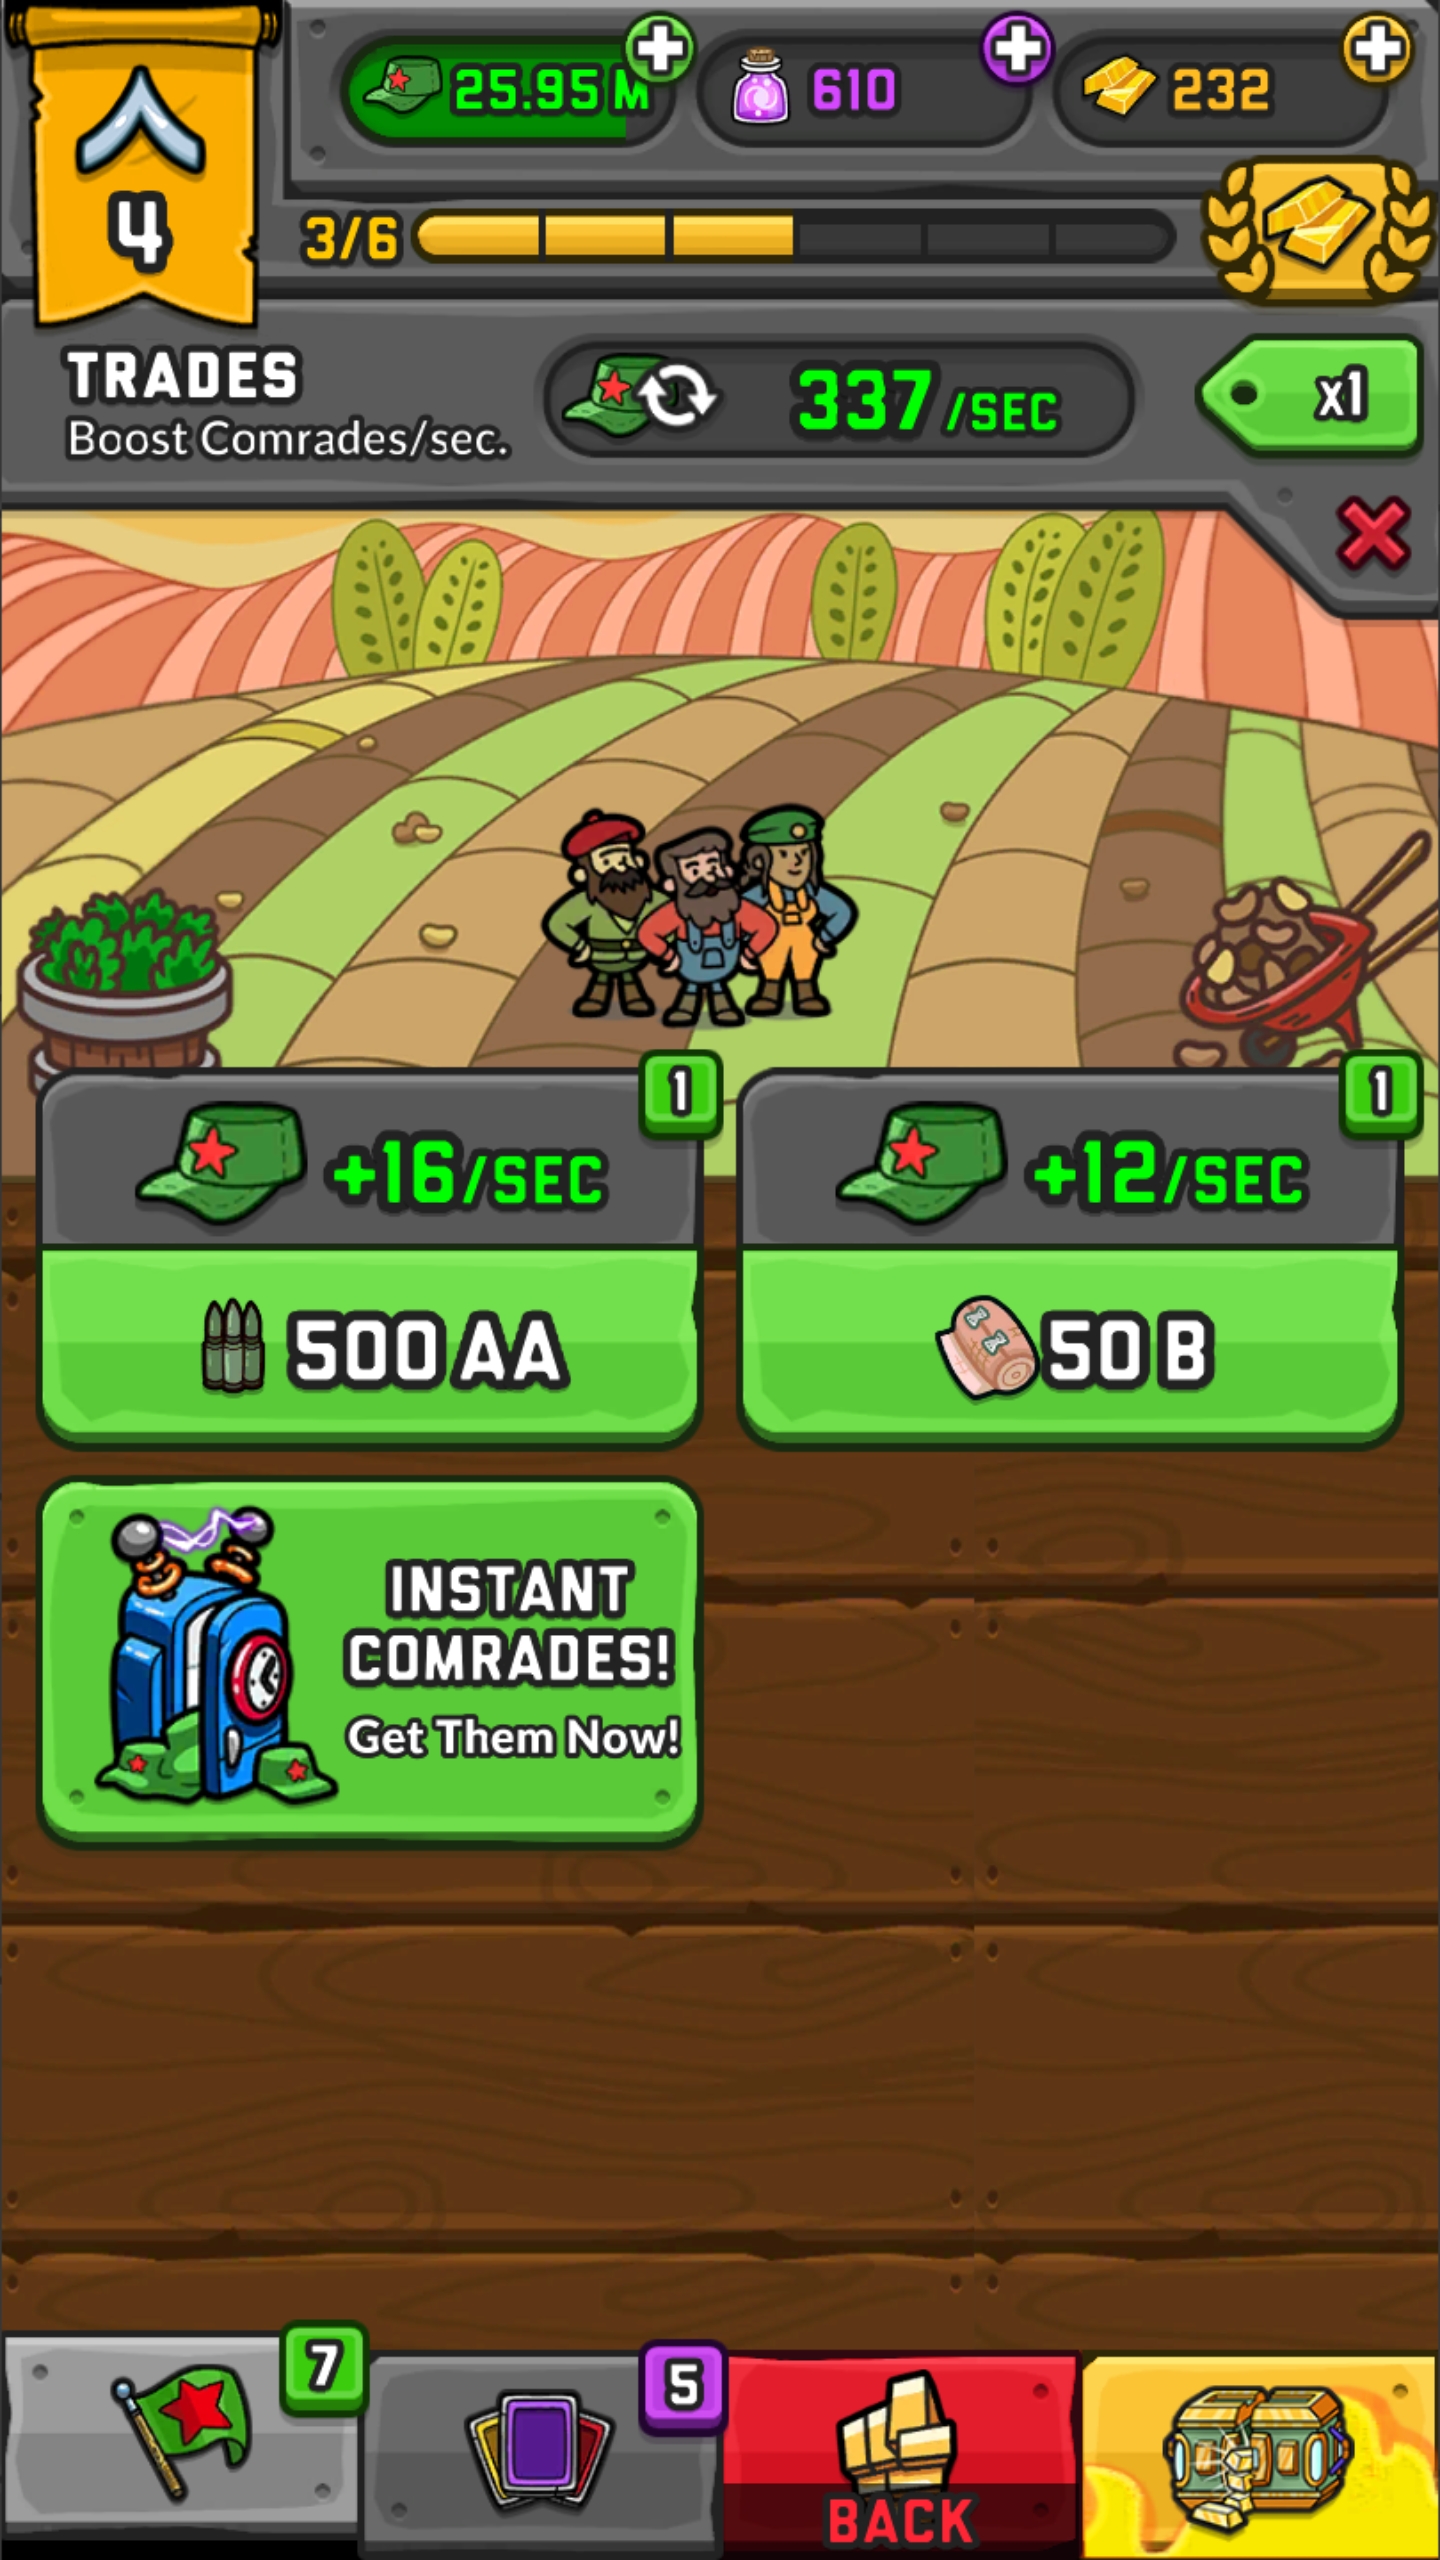 25.95 M
610
232
4
3/6
TRADES
Boost Comrades/sec.
337 /SEC
x1
1
+16/SEC
500 AA
1
+12/SEC
50 B
INSTANT
COMRADES!
Get Them Now!
7
5
BACK